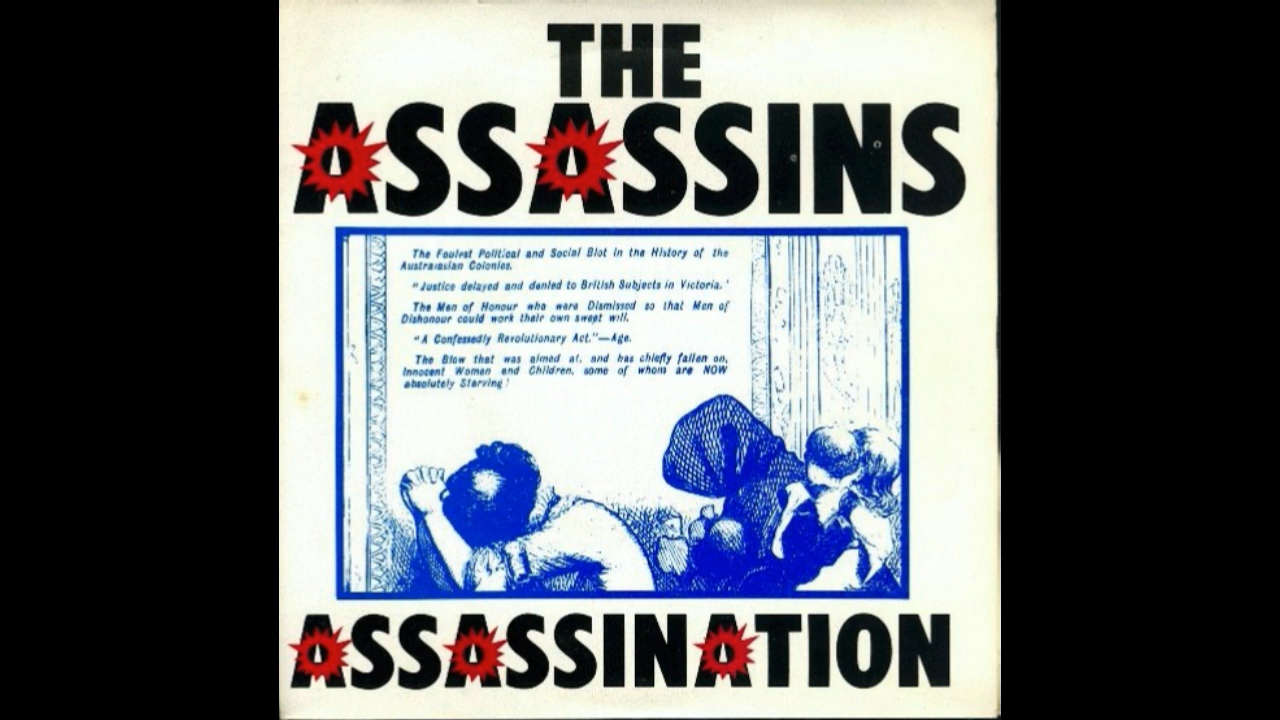 THE
ASSASSINS
The Foulest Political and Social Blot in the History of the
Australasian Colonies.
"Justice delayed and denied to British Subjects in Victoria.'
The Men of Honour who were Dismissed so that Men of
Dishonour could work their own sweet will.
"A Confessedly Revolutionary Act."—Age.
The Blow that was aimed at, and has chiefly fallen on,
Innocent Women and Children, some of whom are NOW
absolutely Starving!
ASSASSINATION